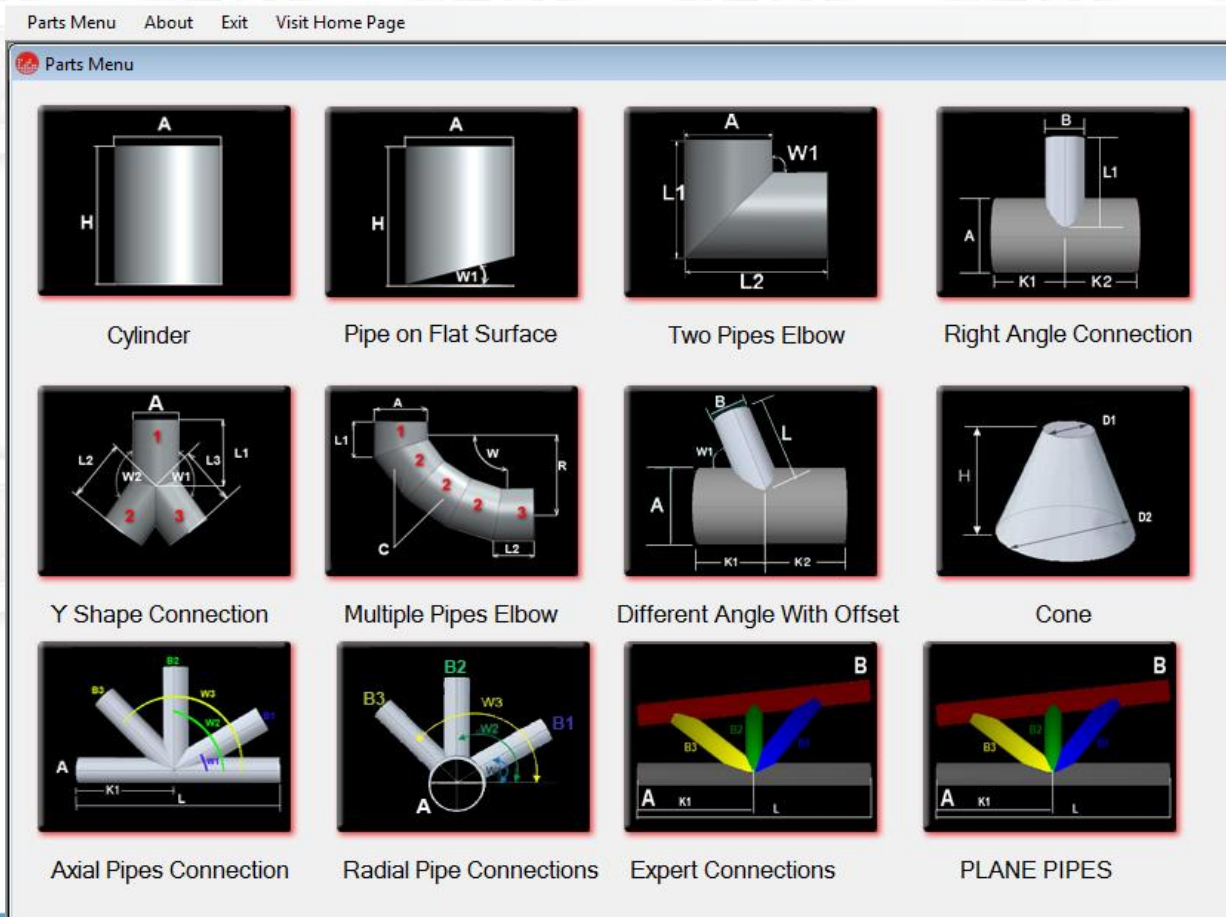 Parts Menu About Exit Visit Home Page
Parts Menu
A
H
Cylinder
A
H
W1
Pipe on Flat Surface
A
W1
L1
L2
Two Pipes Elbow
B
L1
A
K1 K2
Right Angle Connection
A
1
L2 L3 L1
W2 W1
2 3
Y Shape Connection
A
L1
1
W
R
2
2
2
3
C
L2
Multiple Pipes Elbow
B
L
W1
A
K1 K2
Different Angle With Offset
D1
H
D2
Cone
B2
B3
W3
W2
B1
W1
A
K1
L
Axial Pipes Connection
B2
B3
W3
W2
B1
A
Radial Pipe Connections
B
B2
B3
B1
A
K1
L
Expert Connections
B
B2
B3
B1
A
K1
L
PLANE PIPES